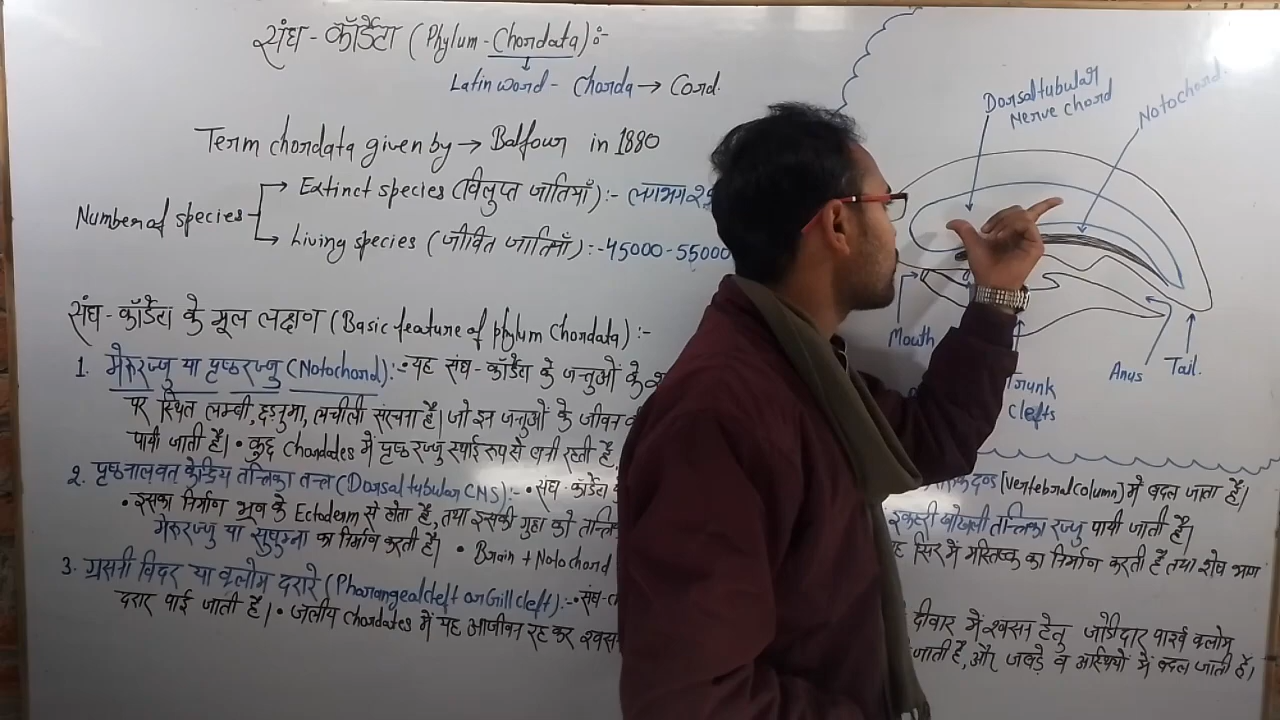 संघ - कॉर्डेटा (Phylum - Chordata) :-
Latin word - Chorda → Cord.
Term chordata given by → Balfour in 1880
Number of species
Extinct species (विलुप्त जातियाँ) :- लगभग 25
Living species (जीवित जातियाँ) :- 45000-55000
संघ-कॉर्डेटा के मूल लक्षण (Basic feature of phylum Chordata) :-
1. मेरुरज्जु या पृष्ठरज्जु (Notochord) :- यह संघ-कॉर्डेटा के जन्तुओं के
पर स्थित लम्बी, छड़नुमा, लचीली संरचना है। जो इन जन्तुओं के जीवन
पायी जाती है। • कुछ Chordates में पृष्ठ रज्जु स्थाई रूप से बनी रहती है,
[Vertebral Column] में बदल जाता है।
2. पृष्ठनालवत केन्द्रिय तन्त्रिका तन्त्र (Dorsal tubular CNS) :- • संघ-कॉर्डेटा
इकहरी खोखली तन्त्रिका रज्जु पायी जाती है।
• इसका निर्माण भ्रूण के Ectoderm से होता है, तथा इसकी गुहा को
सिर में मस्तिष्क का निर्माण करती है तथा शेष भाग
मेरुरज्जु या सुषुम्ना का निर्माण करती है। • Brain + Notochord
3. ग्रसनी विदर या क्लोम दरारे (Pharangeal cleft or Gill cleft) :- •
दीवार में श्वसन हेतु जोड़ीदार पार्श्व क्लोम
दरार पाई जाती है। • जलीय Chordates में यह आजीवन रह कर
जाती है, और जबड़े व अस्थियों में बदल जाती है।
Dorsal tubular
Nerve chord
Notochord.
Mouth
Trunk
clefts
Anus
Tail.